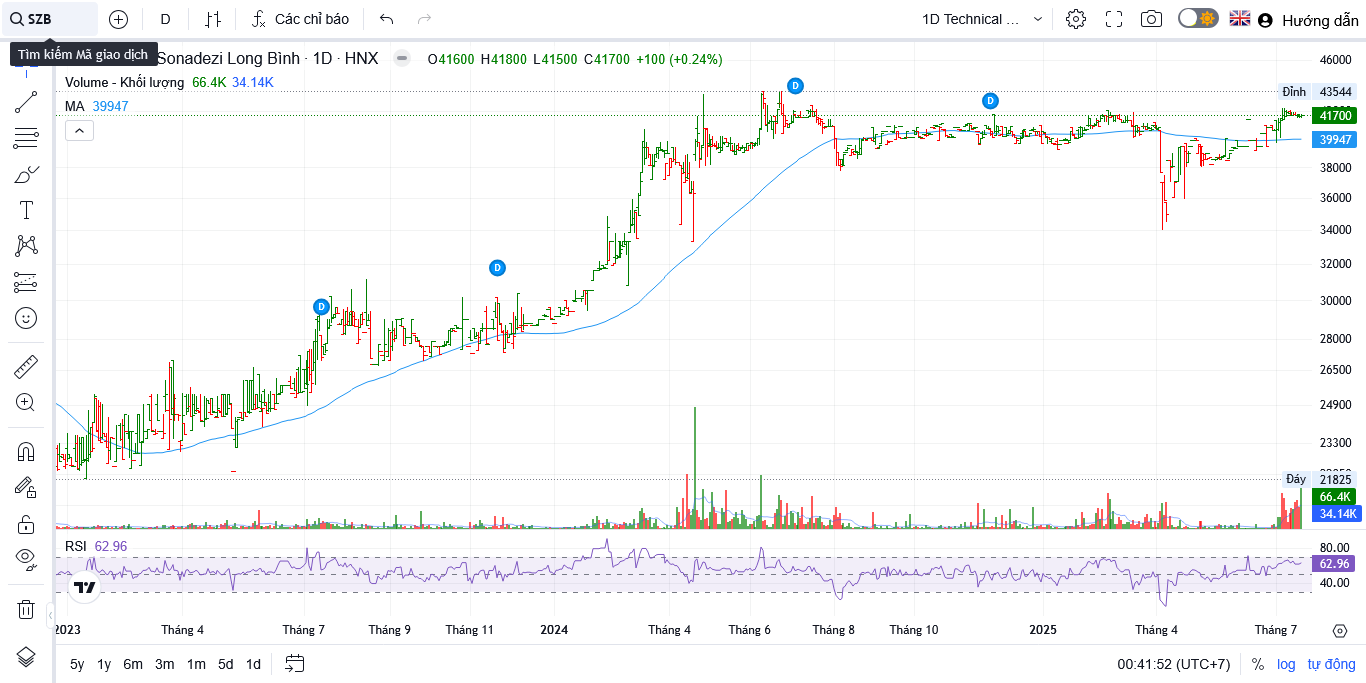 SZB
D
Các chỉ báo
1D Technical ...
Hướng dẫn
Tìm kiếm Mã giao dịch
Sonadezi Long Bình · 1D · HNX
O41600 H41800 L41500 C41700 +100 (+0.24%)
Volume - Khối lượng 66.4K 34.14K
MA 39947
46000
Đỉnh 43544
41700
39947
38000
36000
34000
32000
30000
28000
26500
24900
23300
Đáy 21825
66.4K
34.14K
D
D
D
D
RSI 62.96
80.00
62.96
40.00
2023 Tháng 4 Tháng 7 Tháng 9 Tháng 11 2024 Tháng 4 Tháng 6 Tháng 8 Tháng 10 2025 Tháng 4 Tháng 7
5y 1y 6m 3m 1m 5d 1d
00:41:52 (UTC+7) % log tự động